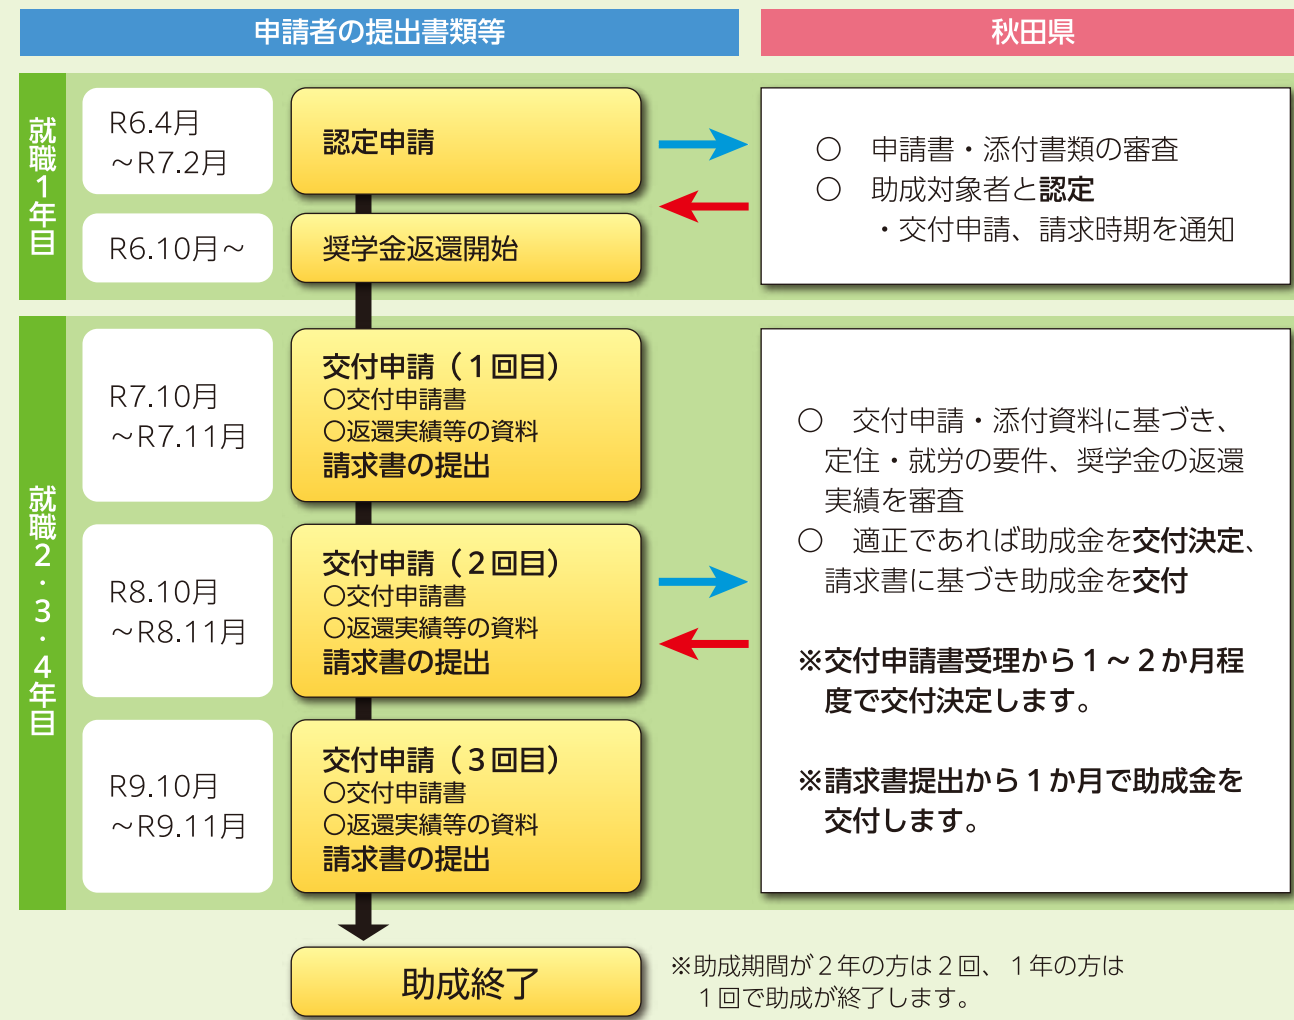 申請者の提出書類等
秋田県
就職1年目
R6.4月
～R7.2月
認定申請
R6.10月～
奨学金返還開始
○　申請書・添付書類の審査
○　助成対象者と認定
・交付申請、請求時期を通知
就職2・3・4年目
R7.10月
～R7.11月
交付申請（1回目）
○交付申請書
○返還実績等の資料
請求書の提出
R8.10月
～R8.11月
交付申請（2回目）
○交付申請書
○返還実績等の資料
請求書の提出
R9.10月
～R9.11月
交付申請（3回目）
○交付申請書
○返還実績等の資料
請求書の提出
○　交付申請・添付資料に基づき、
定住・就労の要件、奨学金の返還
実績を審査
○　適正であれば助成金を交付決定、
請求書に基づき助成金を交付
※交付申請書受理から1～2か月程
度で交付決定します。
※請求書提出から1か月で助成金を
交付します。
助成終了
※助成期間が2年の方は2回、1年の方は
1回で助成が終了します。